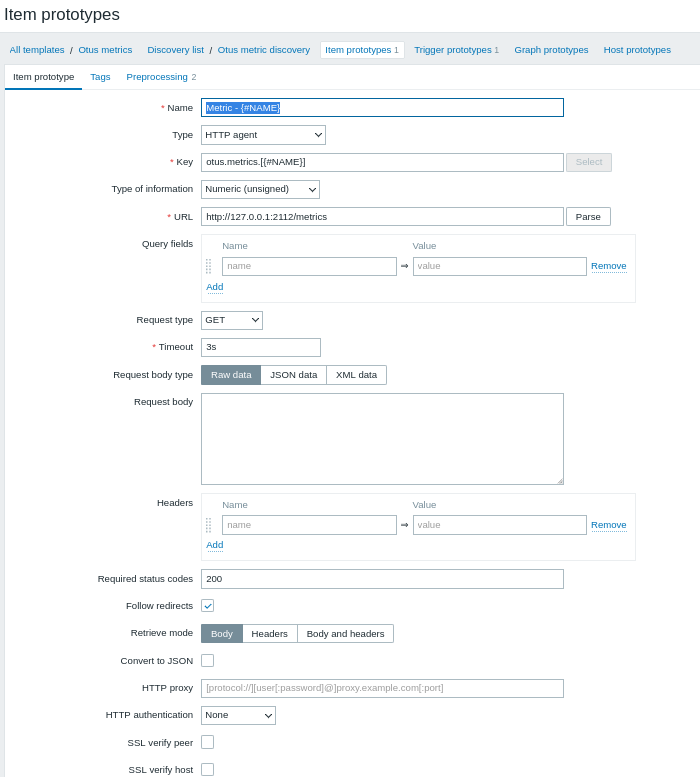 Item prototypes
All templates / Otus metrics Discovery list / Otus metric discovery Item prototypes 1 Trigger prototypes 1 Graph prototypes Host prototypes
Item prototype Tags Preprocessing 2
* Name Metric - {#NAME}
Type HTTP agent
* Key otus.metrics.[{#NAME}] Select
Type of information Numeric (unsigned)
* URL http://127.0.0.1:2112/metrics Parse
Query fields Name Value
name ⇒ value Remove
Add
Request type GET
* Timeout 3s
Request body type Raw data JSON data XML data
Request body
Headers Name Value
name ⇒ value Remove
Add
Required status codes 200
Follow redirects
Retrieve mode Body Headers Body and headers
Convert to JSON
HTTP proxy [protocol://][user[:password]@]proxy.example.com[:port]
HTTP authentication None
SSL verify peer
SSL verify host